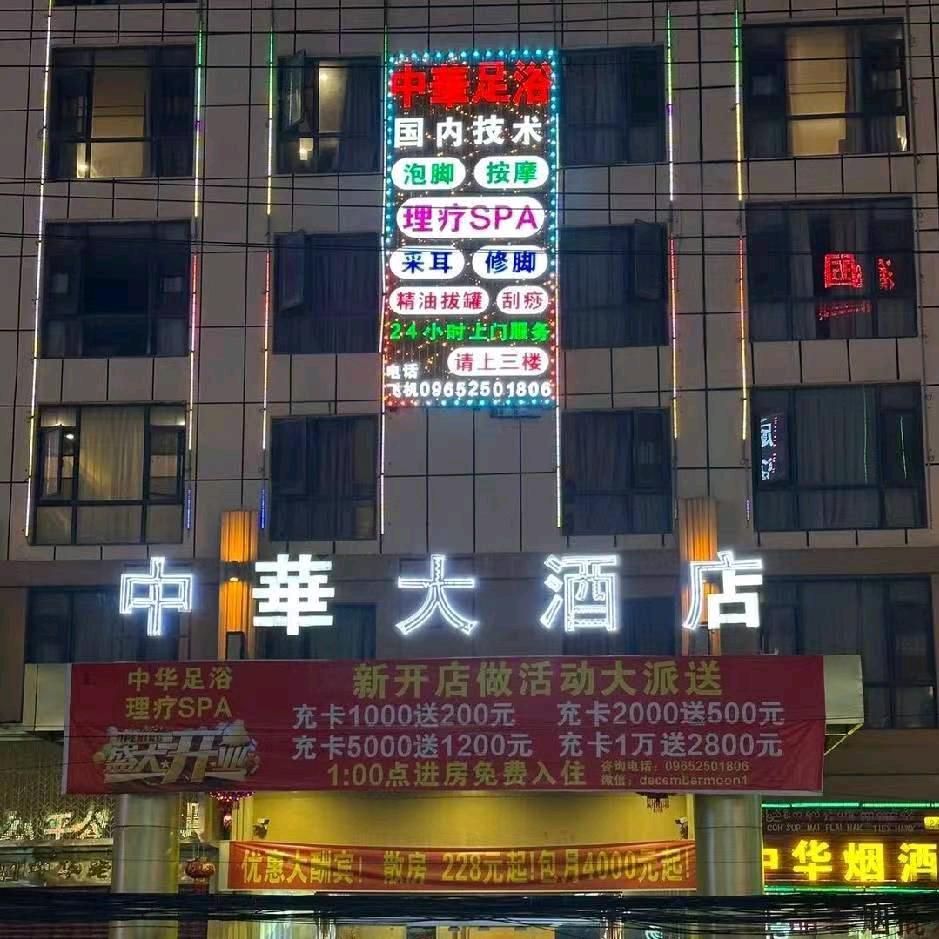 中華足浴
国内技术
泡脚 按摩
理疗SPA
采耳 修脚
精油拔罐 刮痧
24小时上门服务
请上三楼
电话
飞机09652501806
中華大酒店
中华足浴
理疗SPA
盛大开业
新开店做活动大派送
充卡1000送200元 充卡2000送500元
充卡5000送1200元 充卡1万送2800元
1:00点进房免费入住
咨询电话:09652501806
微信:decembermoon1
优惠大酬宾! 散房 228元起!包月4000元起!
中华烟酒